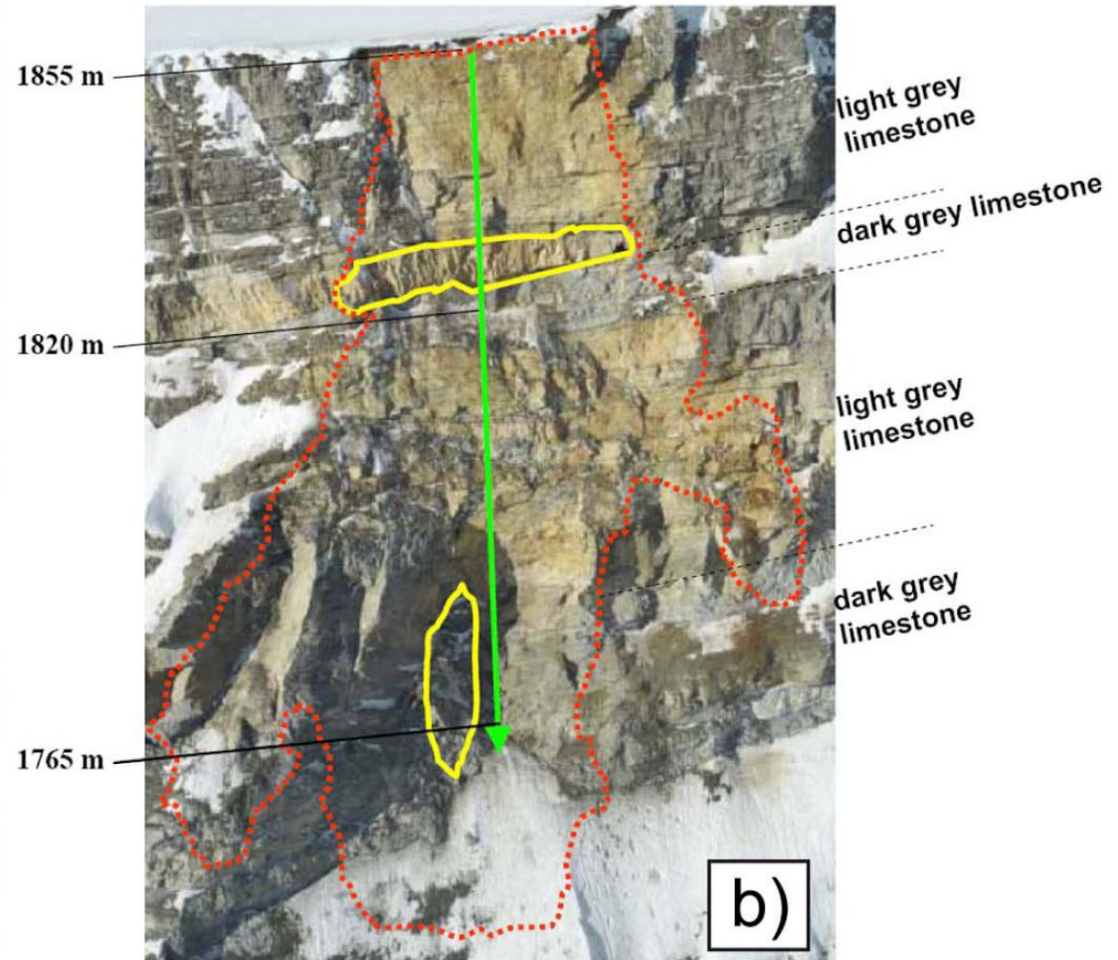 1855 m
light grey
limestone
dark grey limestone
1820 m
light grey
limestone
dark grey
limestone
1765 m
b)